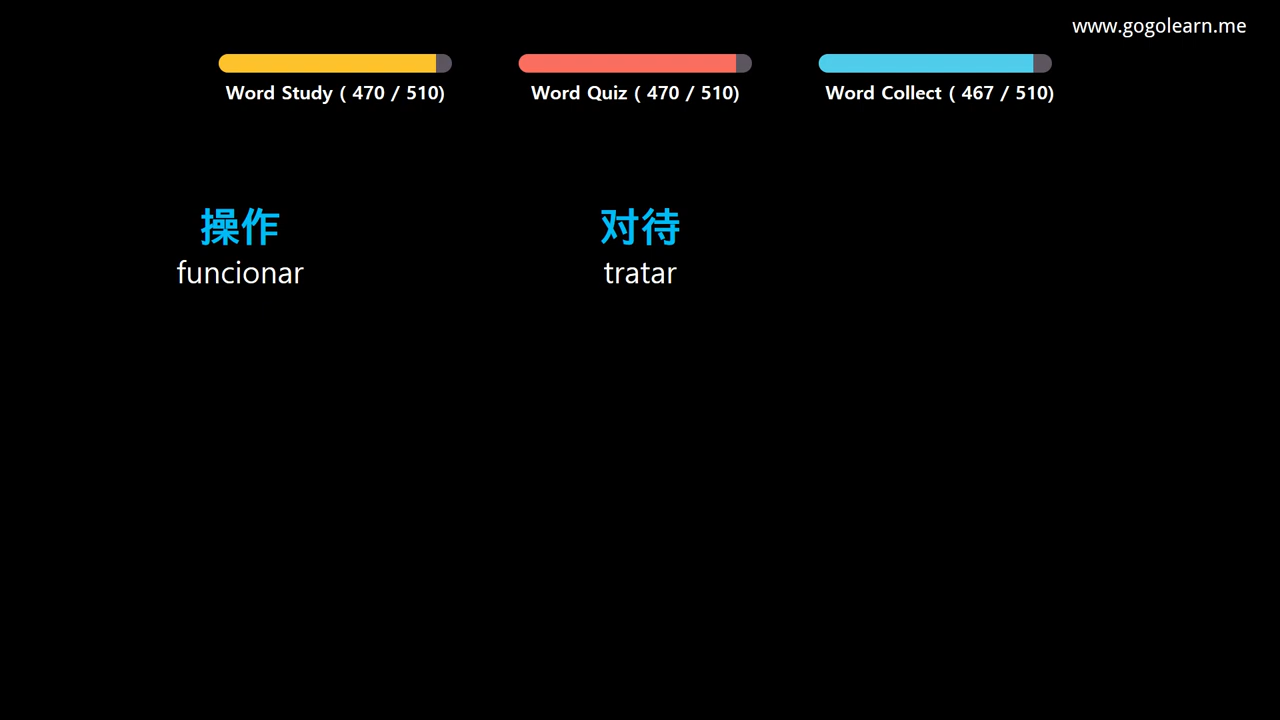 www.gogolearn.me
Word Study ( 470 / 510)
Word Quiz ( 470 / 510)
Word Collect ( 467 / 510)
操作
funcionar
对待
tratar